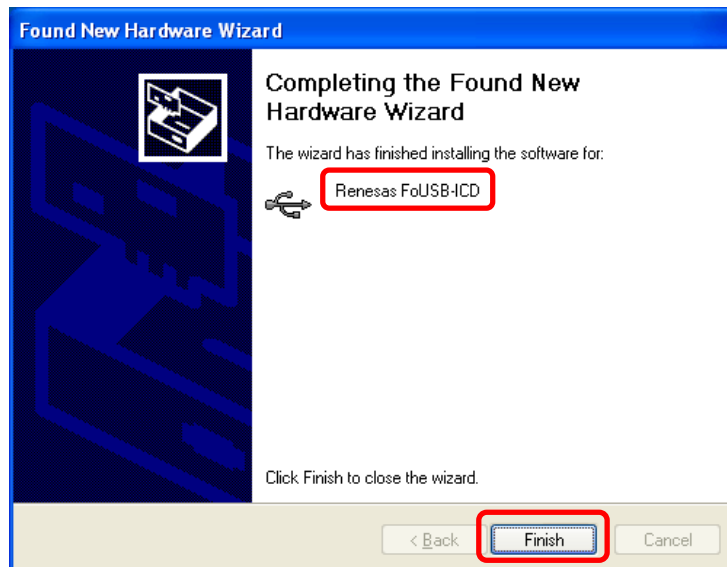 Found New Hardware Wizard
Completing the Found New
Hardware Wizard
The wizard has finished installing the software for:
Renesas FoUSB-ICD
Click Finish to close the wizard.
< Back
Finish
Cancel